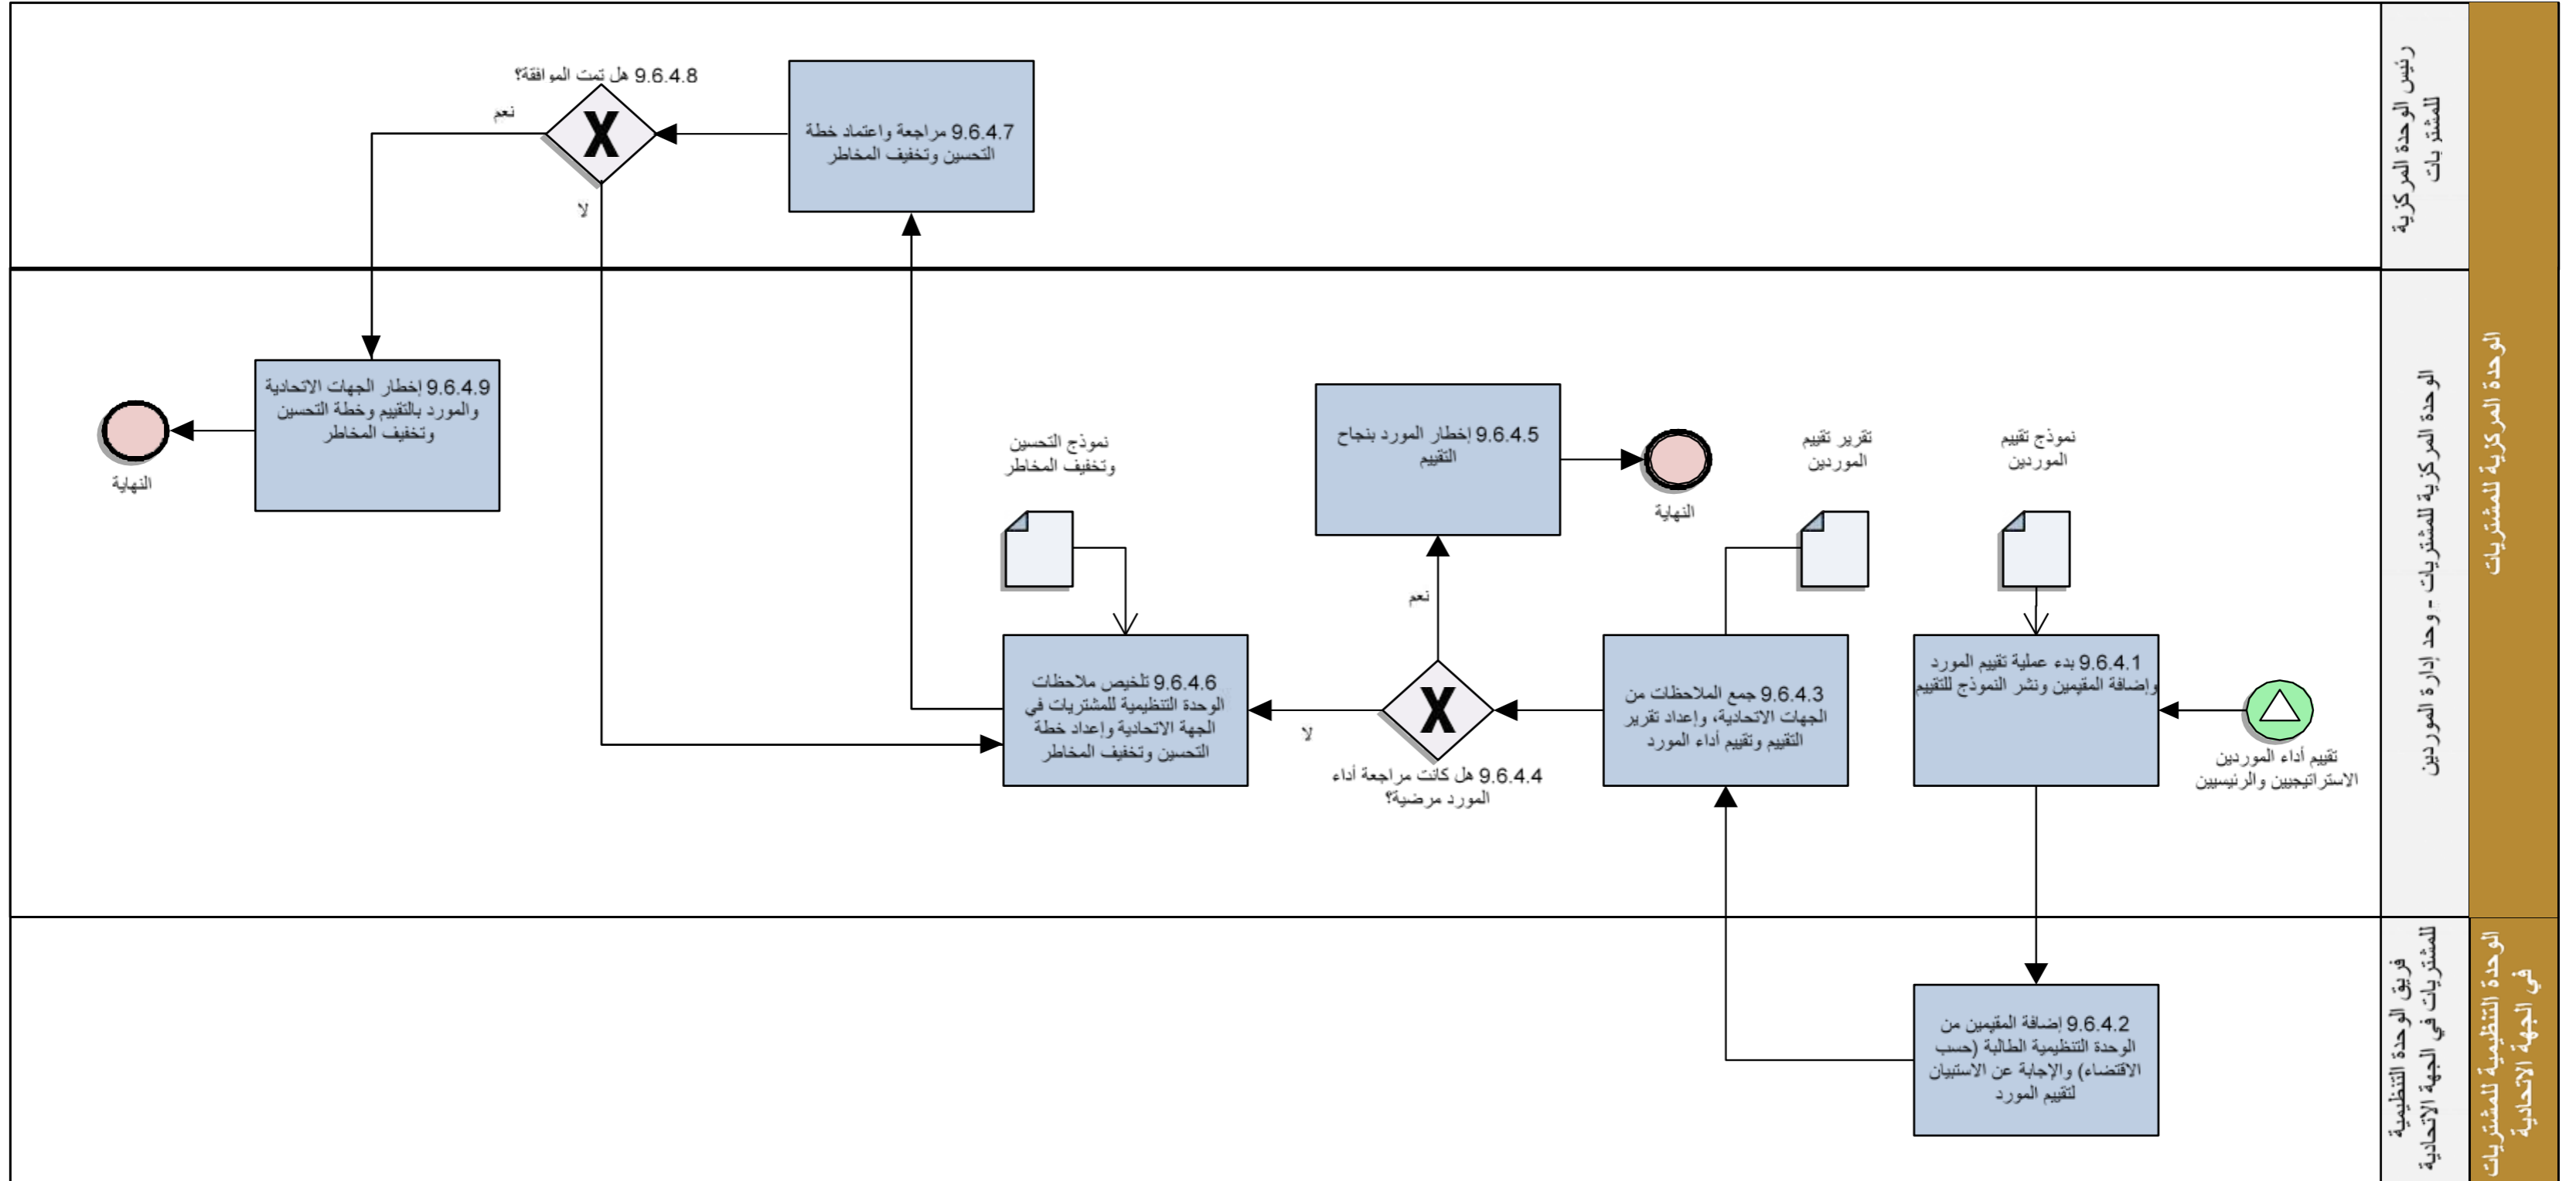 الوحدة المركزية للمشتريات
الوحدة التنظيمية للمشتريات
في الجهة الاتحادية
رئيس الوحدة المركزية
للمشتريات
الوحدة المركزية للمشتريات - وحد إدارة الموردين
فريق الوحدة التنظيمية
للمشتريات في الجهة الاتحادية
تقييم أداء الموردين
الاستراتيجيين والرئيسيين
نموذج تقييم
الموردين
9.6.4.1 بدء عملية تقييم المورد
وإضافة المقيمين ونشر النموذج للتقييم
9.6.4.2 إضافة المقيمين من
الوحدة التنظيمية الطالبة (حسب
الاقتضاء) والإجابة عن الاستبيان
لتقييم المورد
تقرير تقييم
الموردين
9.6.4.3 جمع الملاحظات من
الجهات الاتحادية، وإعداد تقرير
التقييم وتقييم أداء المورد
9.6.4.4 هل كانت مراجعة أداء
المورد مرضية؟
نعم
لا
9.6.4.5 إخطار المورد بنجاح
التقييم
النهاية
نموذج التحسين
وتخفيف المخاطر
9.6.4.6 تلخيص ملاحظات
الوحدة التنظيمية للمشتريات في
الجهة الاتحادية وإعداد خطة
التحسين وتخفيف المخاطر
9.6.4.7 مراجعة واعتماد خطة
التحسين وتخفيف المخاطر
9.6.4.8 هل تمت الموافقة؟
نعم
لا
9.6.4.9 إخطار الجهات الاتحادية
والمورد بالتقييم وخطة التحسين
وتخفيف المخاطر
النهاية